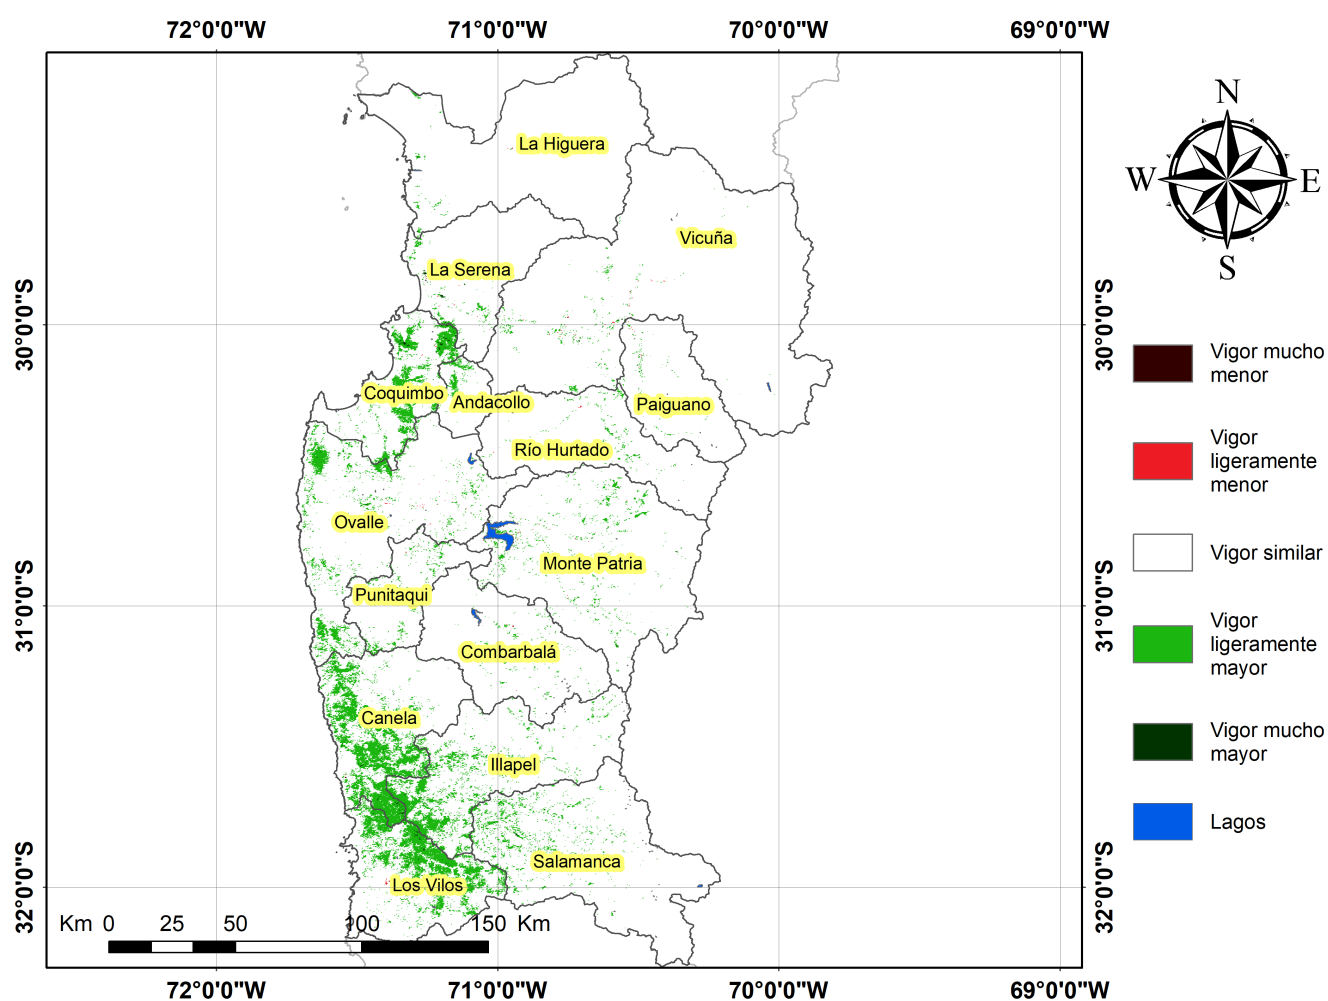 72°0'0"W
71°0'0"W
70°0'0"W
69°0'0"W
N
W
E
S
La Higuera
Vicuña
La Serena
30°0'0"S
30°0'0"S
Vigor mucho
menor
Coquimbo
Andacollo
Paiguano
Río Hurtado
Vigor
ligeramente
menor
Ovalle
Monte Patria
Vigor similar
Punitaqui
31°0'0"S
31°0'0"S
Combarbalá
Vigor
ligeramente
mayor
Canela
Illapel
Vigor mucho
mayor
Lagos
Salamanca
Los Vilos
32°0'0"S
32°0'0"S
Km 0 25 50 100 150 Km
72°0'0"W
71°0'0"W
70°0'0"W
69°0'0"W